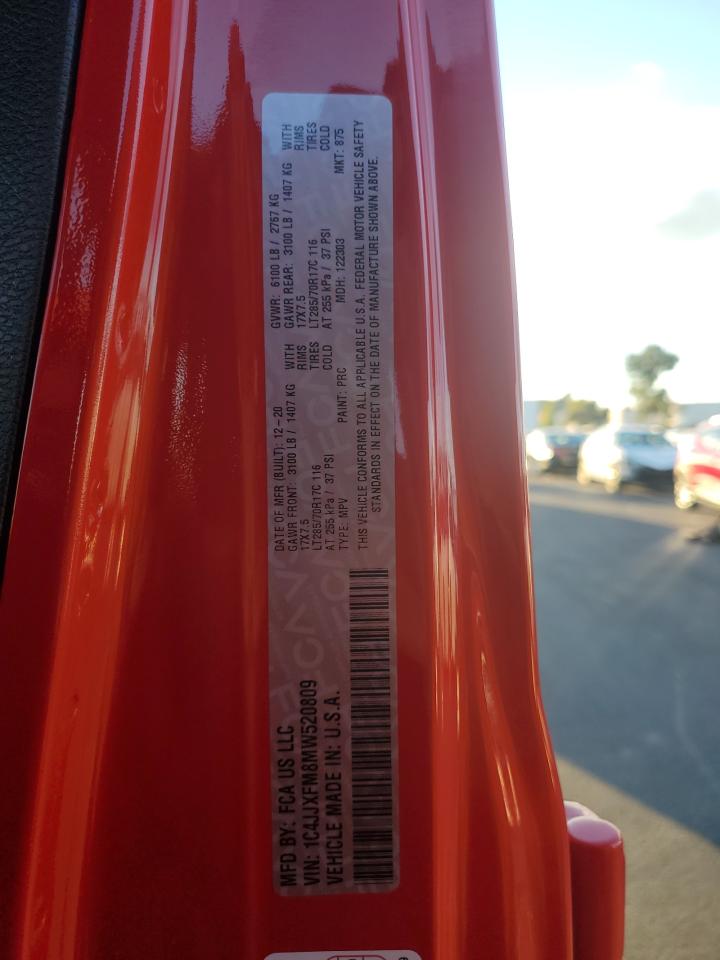 MFD BY: FCA US LLC
VIN: 1C4JJXFM8MW520809
VEHICLE MADE IN: U.S.A.
DATE OF MFR (BUILT): 12-20 GVWR: 6100 LB / 2767 KG
GAWR FRONT: 3100 LB / 1407 KG WITH GAWR REAR: 3100 LB / 1407 KG WITH
17X7.5 RIMS 17X7.5 RIMS
LT285/70R17C 116 TIRES LT285/70R17C 116 TIRES
AT 255 kPa / 37 PSI COLD AT 255 kPa / 37 PSI COLD
TYPE: MPV PAINT: PRC MDH: 122303 MKT: 875
THIS VEHICLE CONFORMS TO ALL APPLICABLE U.S.A. FEDERAL MOTOR VEHICLE SAFETY
STANDARDS IN EFFECT ON THE DATE OF MANUFACTURE SHOWN ABOVE.